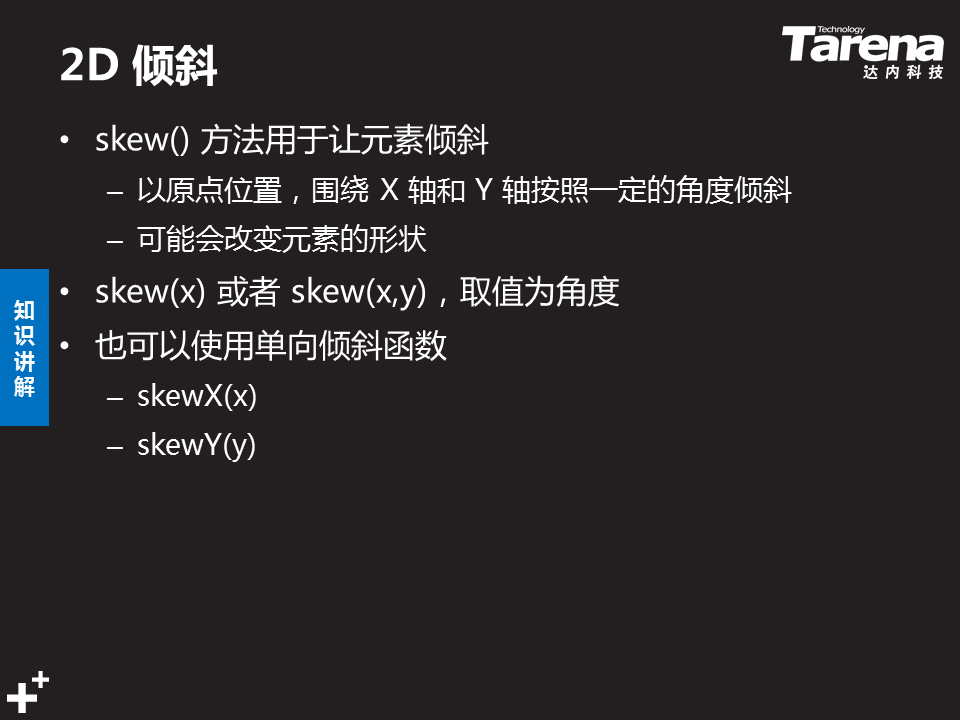 2D 倾斜
Technology
Tarena
达内科技
• skew() 方法用于让元素倾斜
– 以原点位置，围绕 X 轴和 Y 轴按照一定的角度倾斜
– 可能会改变元素的形状
• skew(x) 或者 skew(x,y)，取值为角度
• 也可以使用单向倾斜函数
– skewX(x)
– skewY(y)
知识讲解